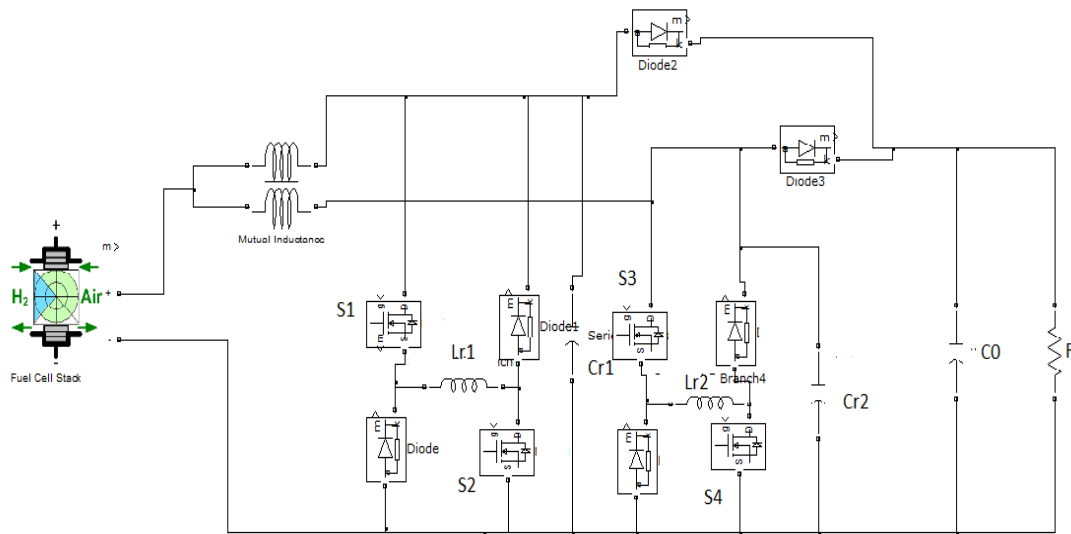 m
k
Diode2
m
k
Diode3
Mutual Inductance
+
m
H2 Air +
-
-
Fuel Cell Stack
S1
g
D
m
s
m
Diode1
Lr1
m
Diode
g
D
s
S2
S3
g
D
s
Cr1
Lr2
m
Branch4
m
g
D
s
S4
Cr2
C0
R